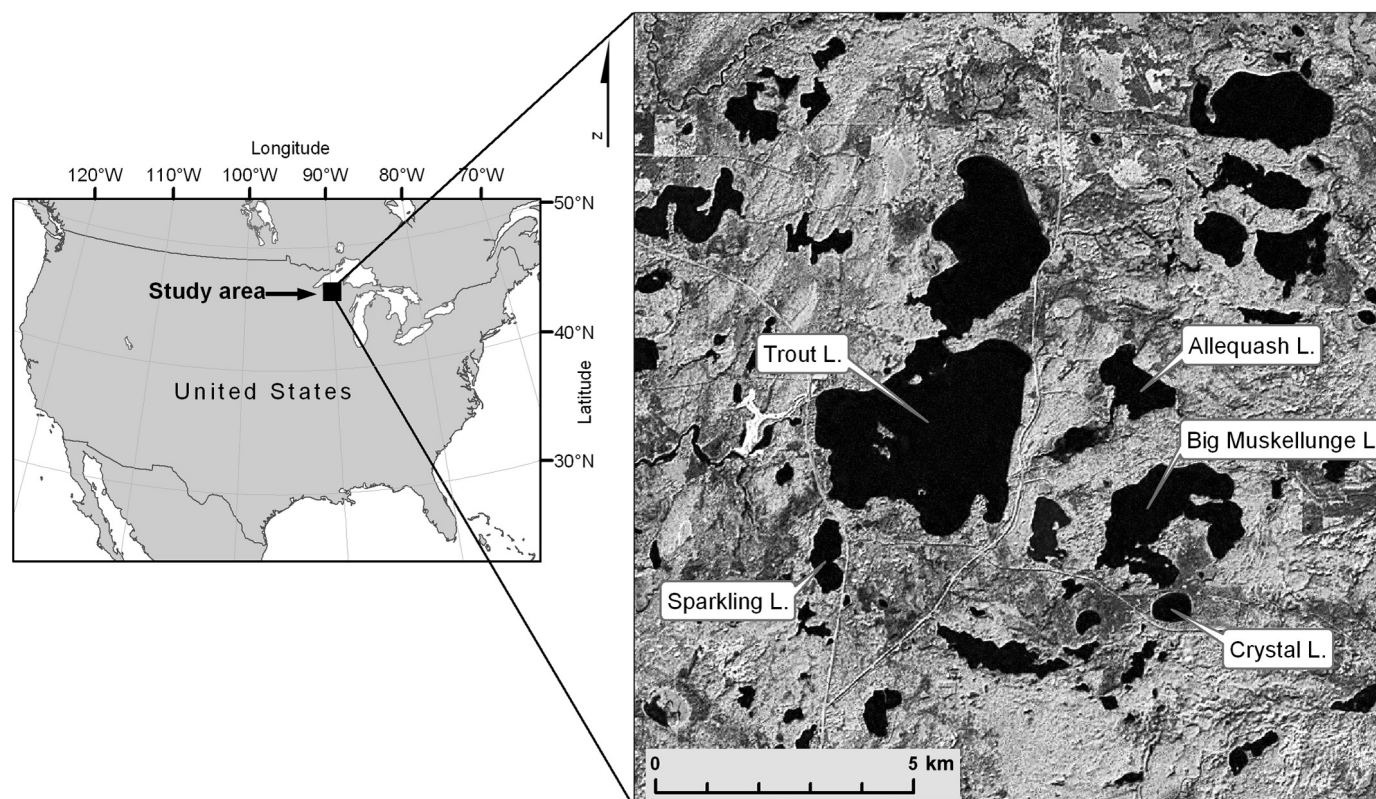 Longitude
120°W 110°W 100°W 90°W 80°W 70°W
50°N
40°N
30°N
Latitude
Study area
United States
z
Trout L.
Allequash L.
Big Muskellunge L
Sparkling L.
Crystal L.
0 5 km